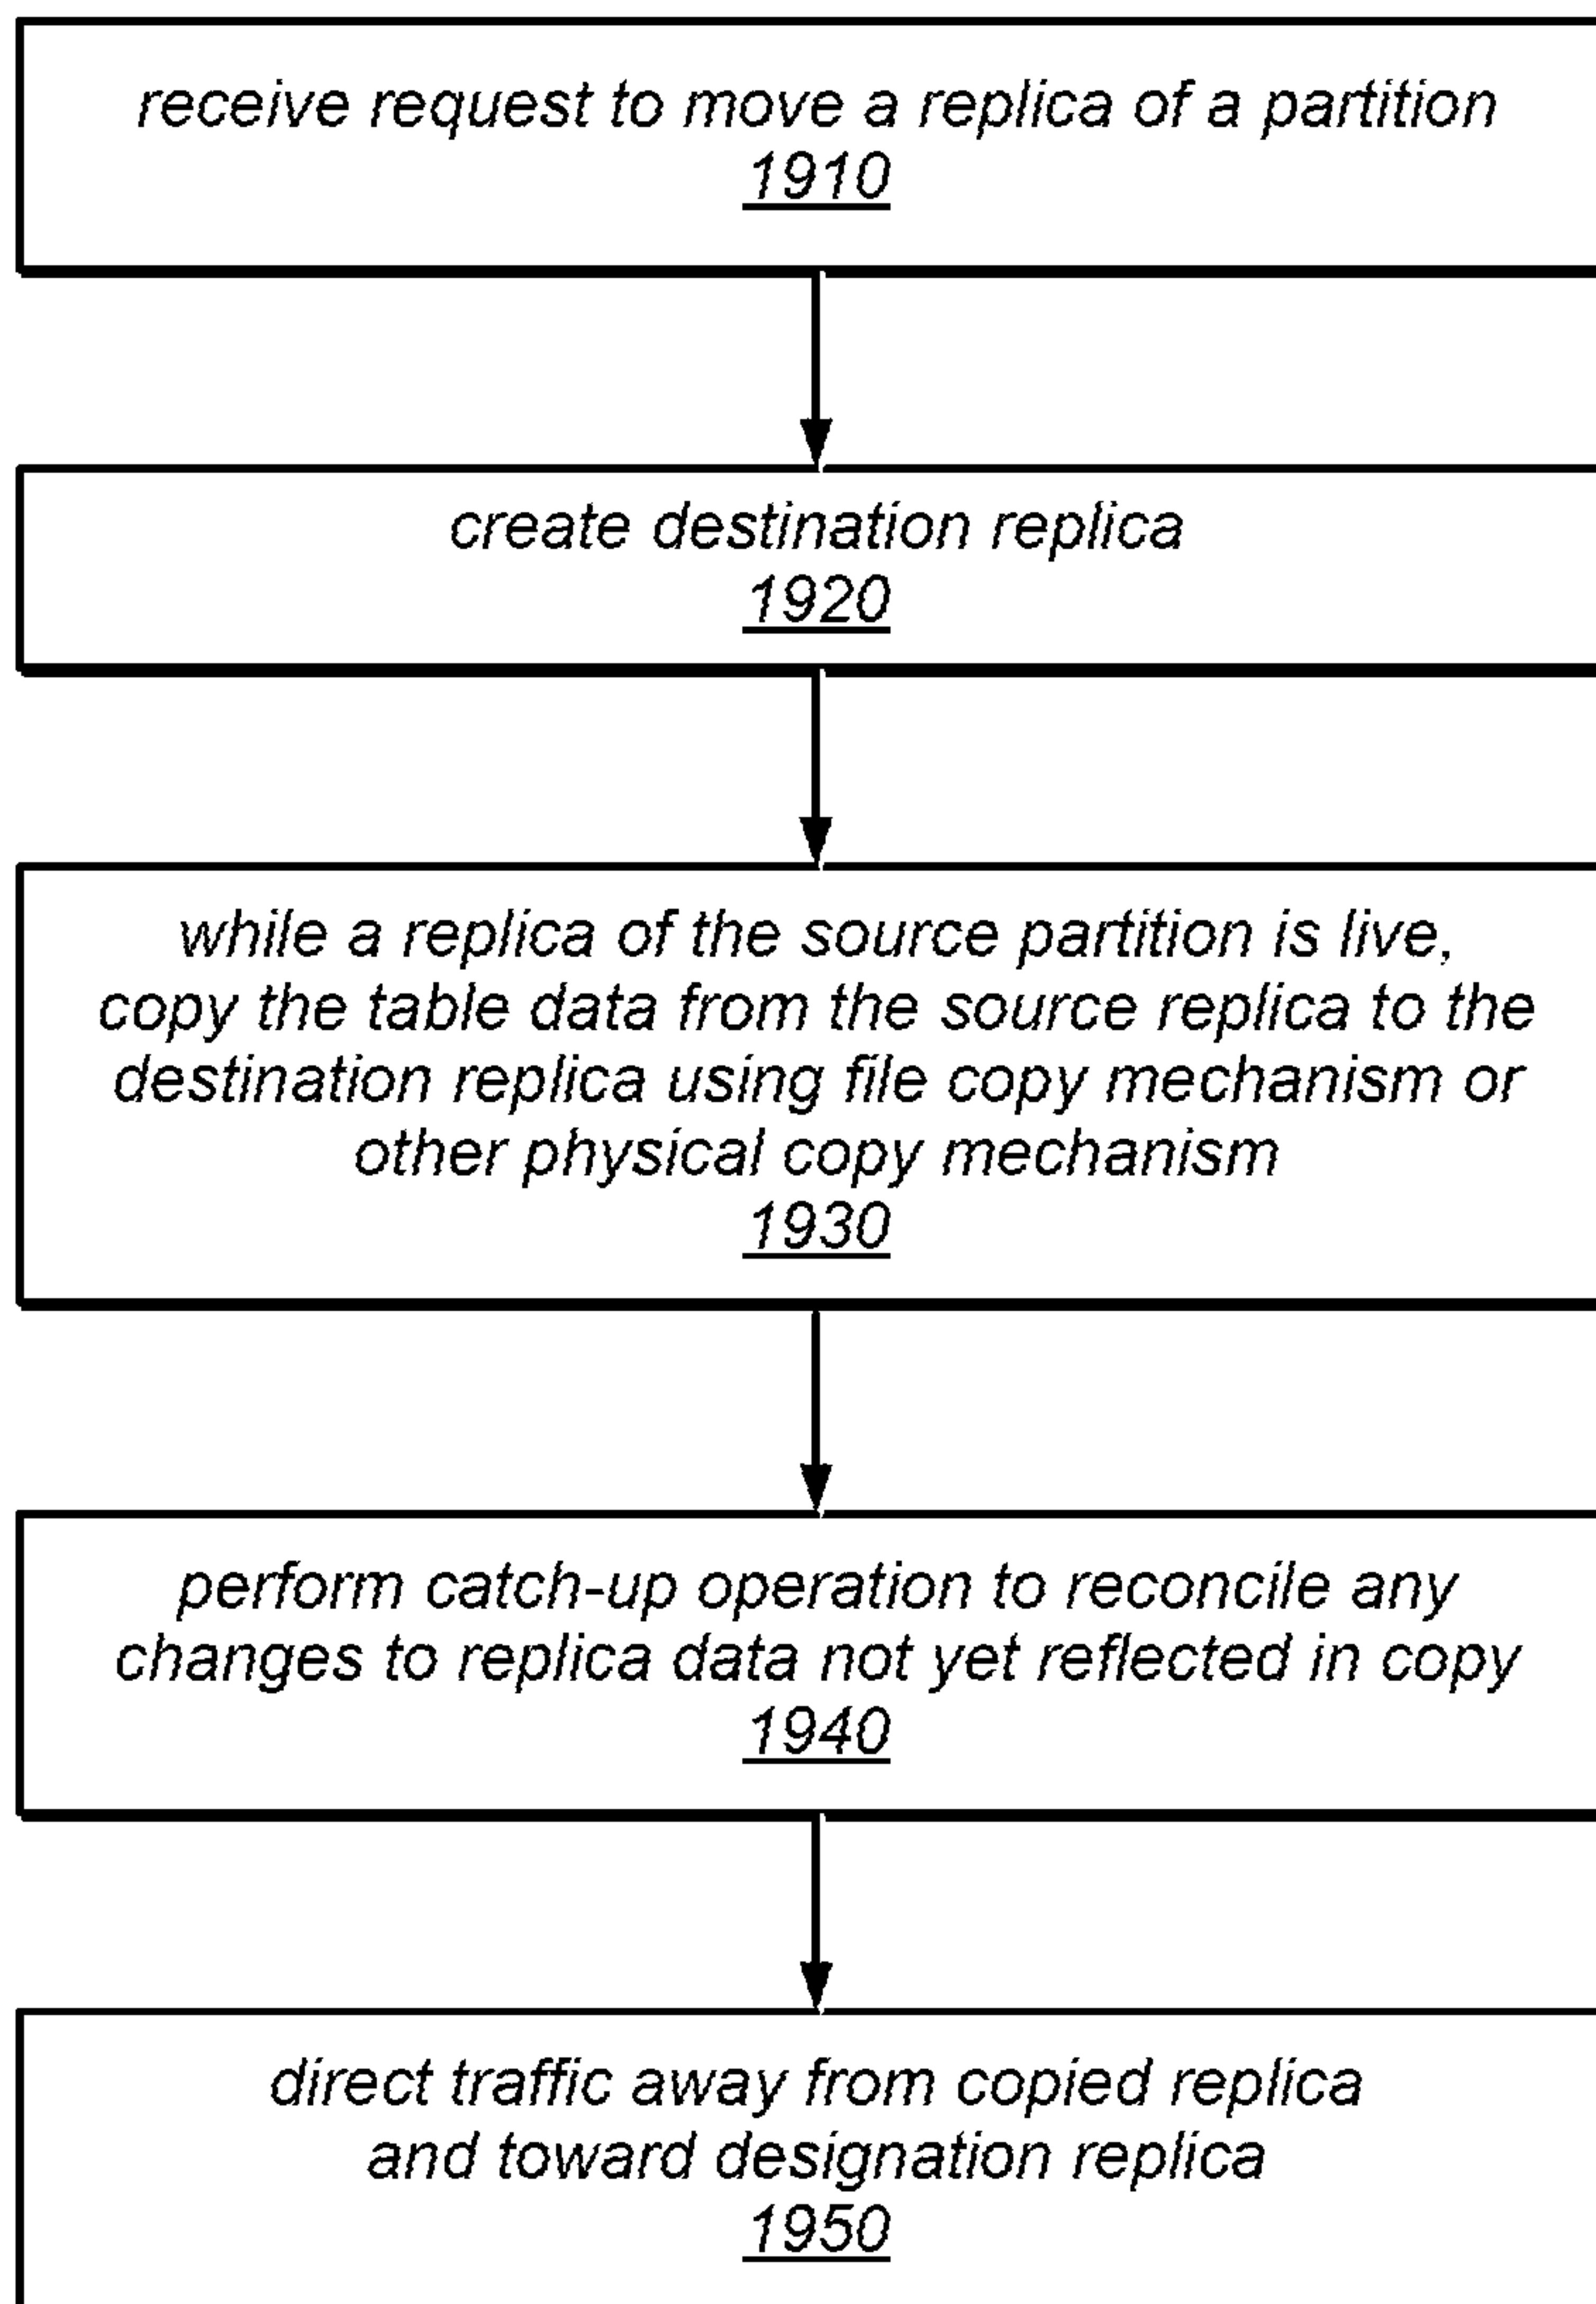 receive request to move a replica of a partition
1910
create destination replica
1920
while a replica of the source partition is live,
copy the table data from the source replica to the
destination replica using file copy mechanism or
other physical copy mechanism
1930
perform catch-up operation to reconcile any
changes to replica data not yet reflected in copy
1940
direct traffic away from copied replica
and toward designation replica
1950